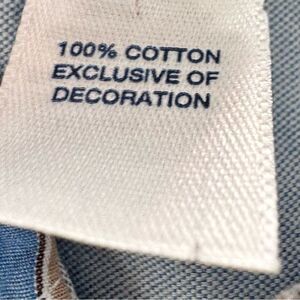 100% COTTON
EXCLUSIVE OF
DECORATION